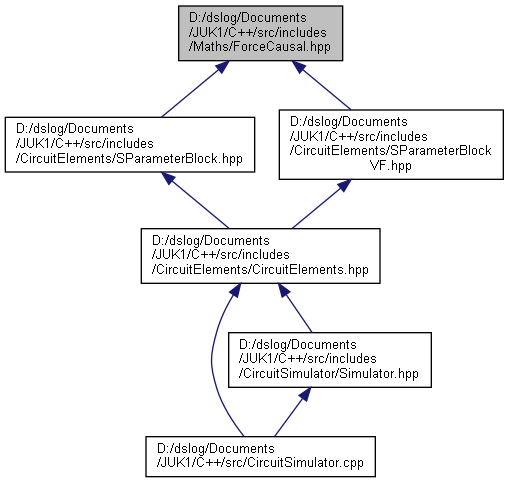 D:/dslog/Documents
/JUK1/C++/src/includes
/Maths/ForceCausal.hpp
D:/dslog/Documents
/JUK1/C++/src/includes
/CircuitElements/SParameterBlock.hpp
D:/dslog/Documents
/JUK1/C++/src/includes
/CircuitElements/SParameterBlock
VF.hpp
D:/dslog/Documents
/JUK1/C++/src/includes
/CircuitElements/CircuitElements.hpp
D:/dslog/Documents
/JUK1/C++/src/includes
/CircuitSimulator/Simulator.hpp
D:/dslog/Documents
/JUK1/C++/src/CircuitSimulator.cpp